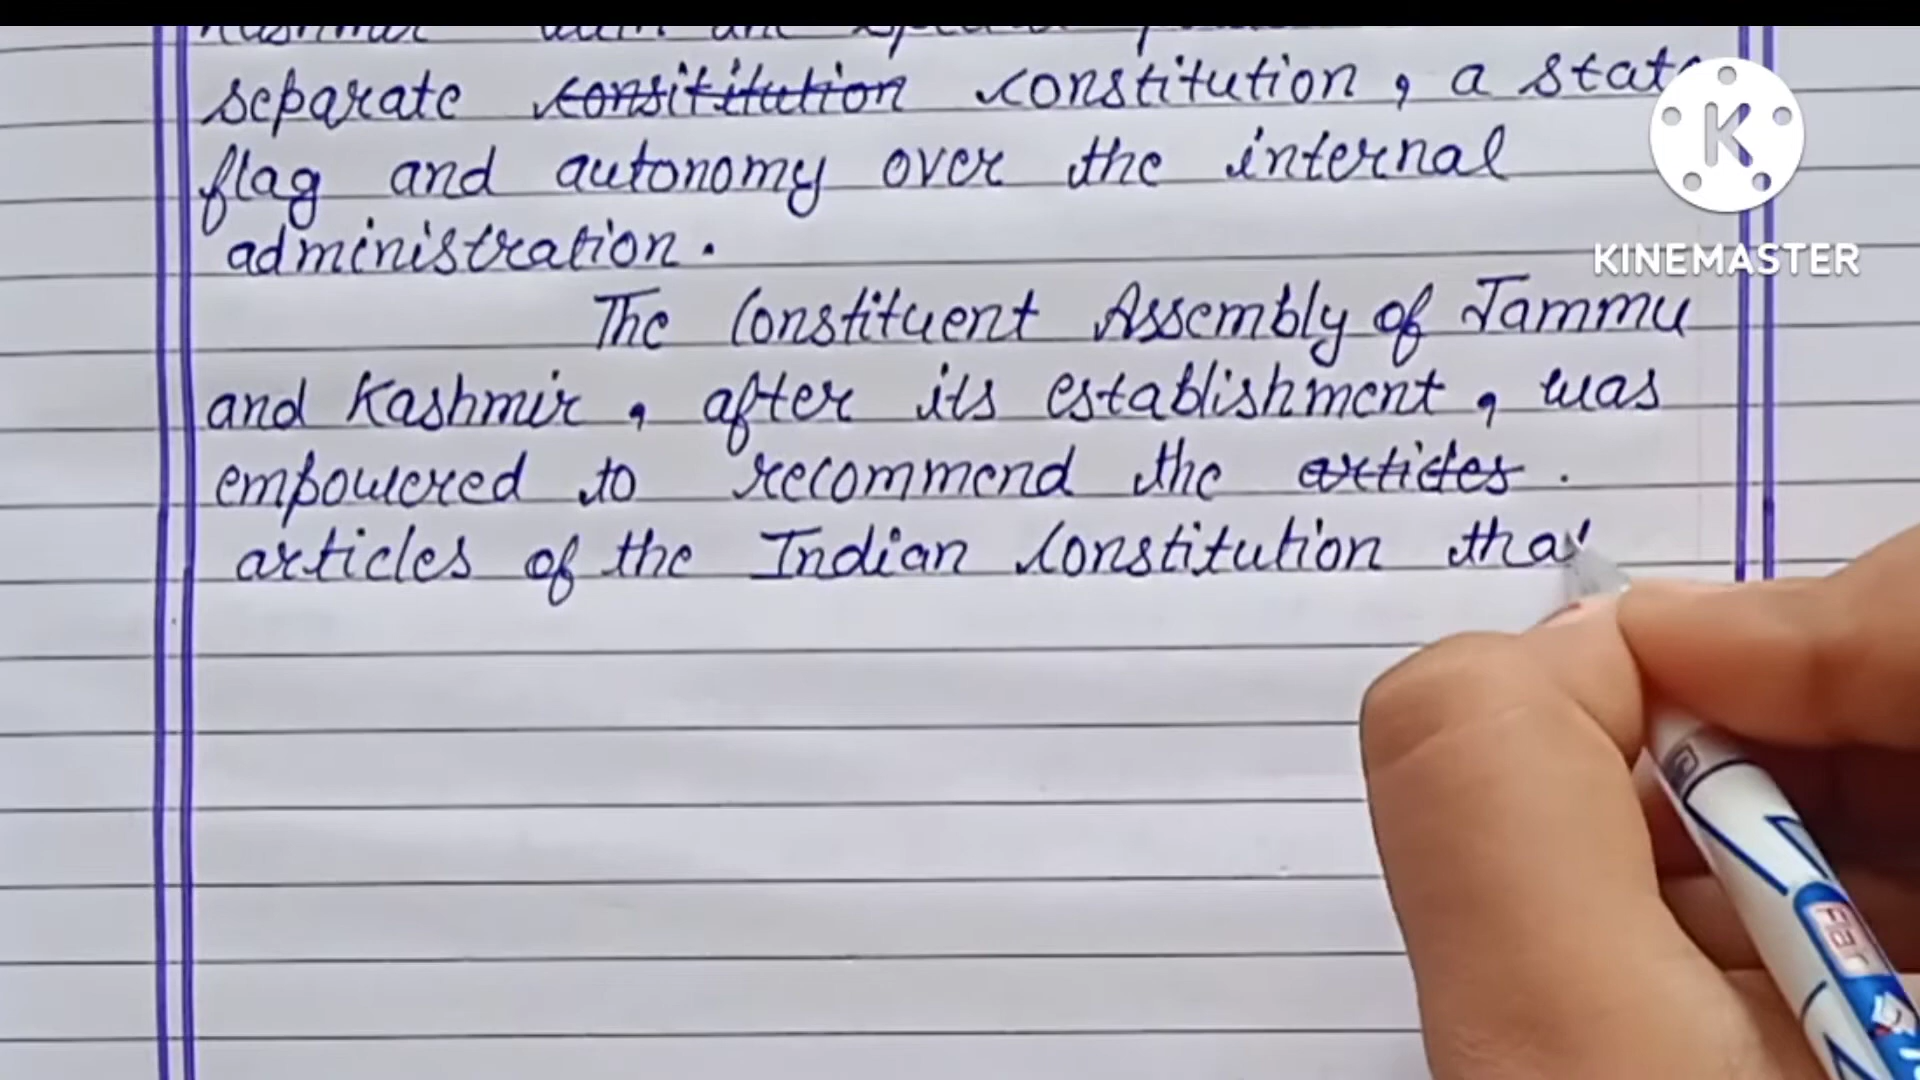 Kashmir
separate consititution constitution, a state
flag and autonomy over the internal
administration.
The Constituent Assembly of Jammu
and Kashmir, after its establishment, was
empowered to recommend the articles.
articles of the Indian Constitution that
K
KINEMASTER